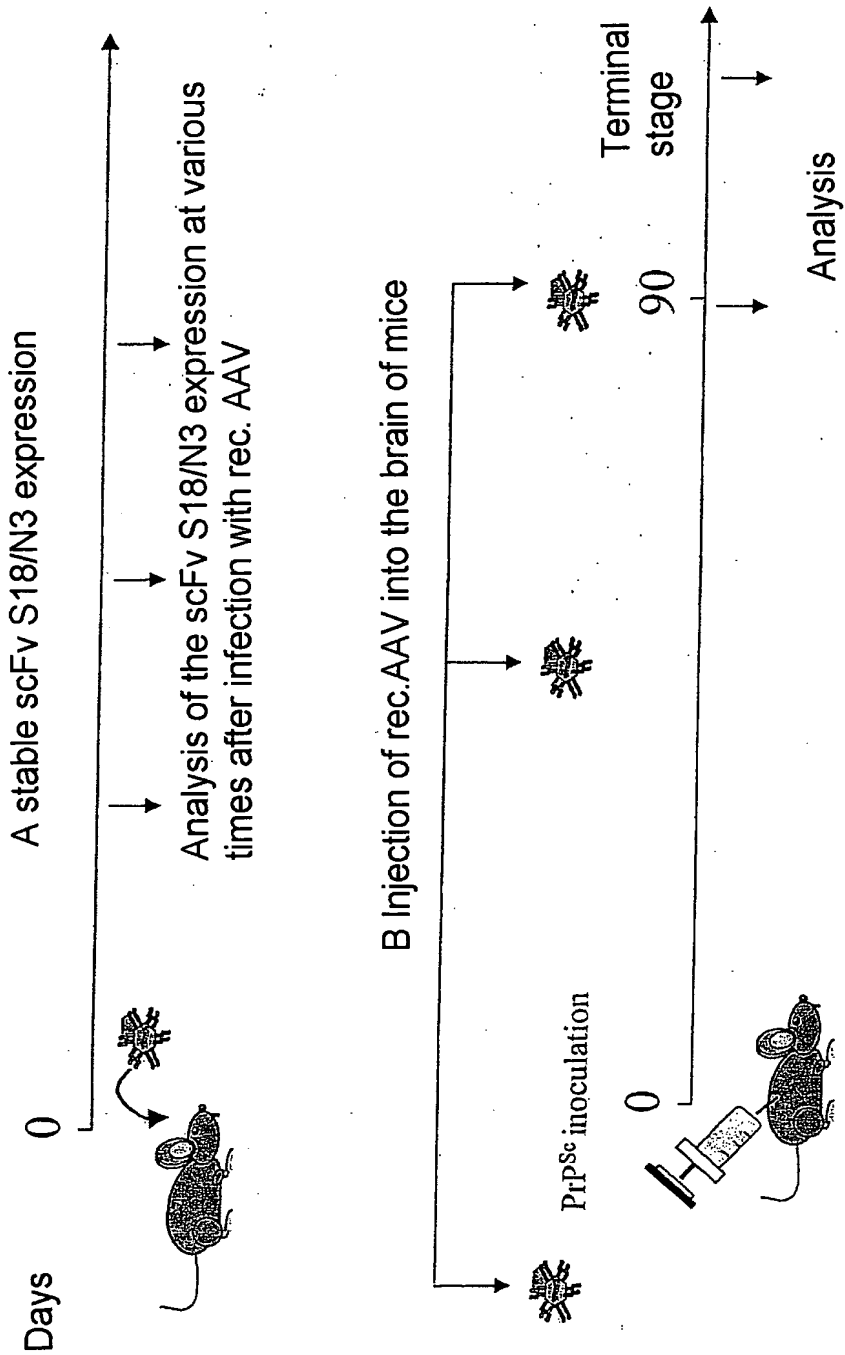 Days
0
A stable scFv S18/N3 expression
Analysis of the scFv S18/N3 expression at various
times after infection with rec. AAV
B Injection of rec.AAV into the brain of mice
PrPSc inoculation
0
90
Terminal
stage
Analysis